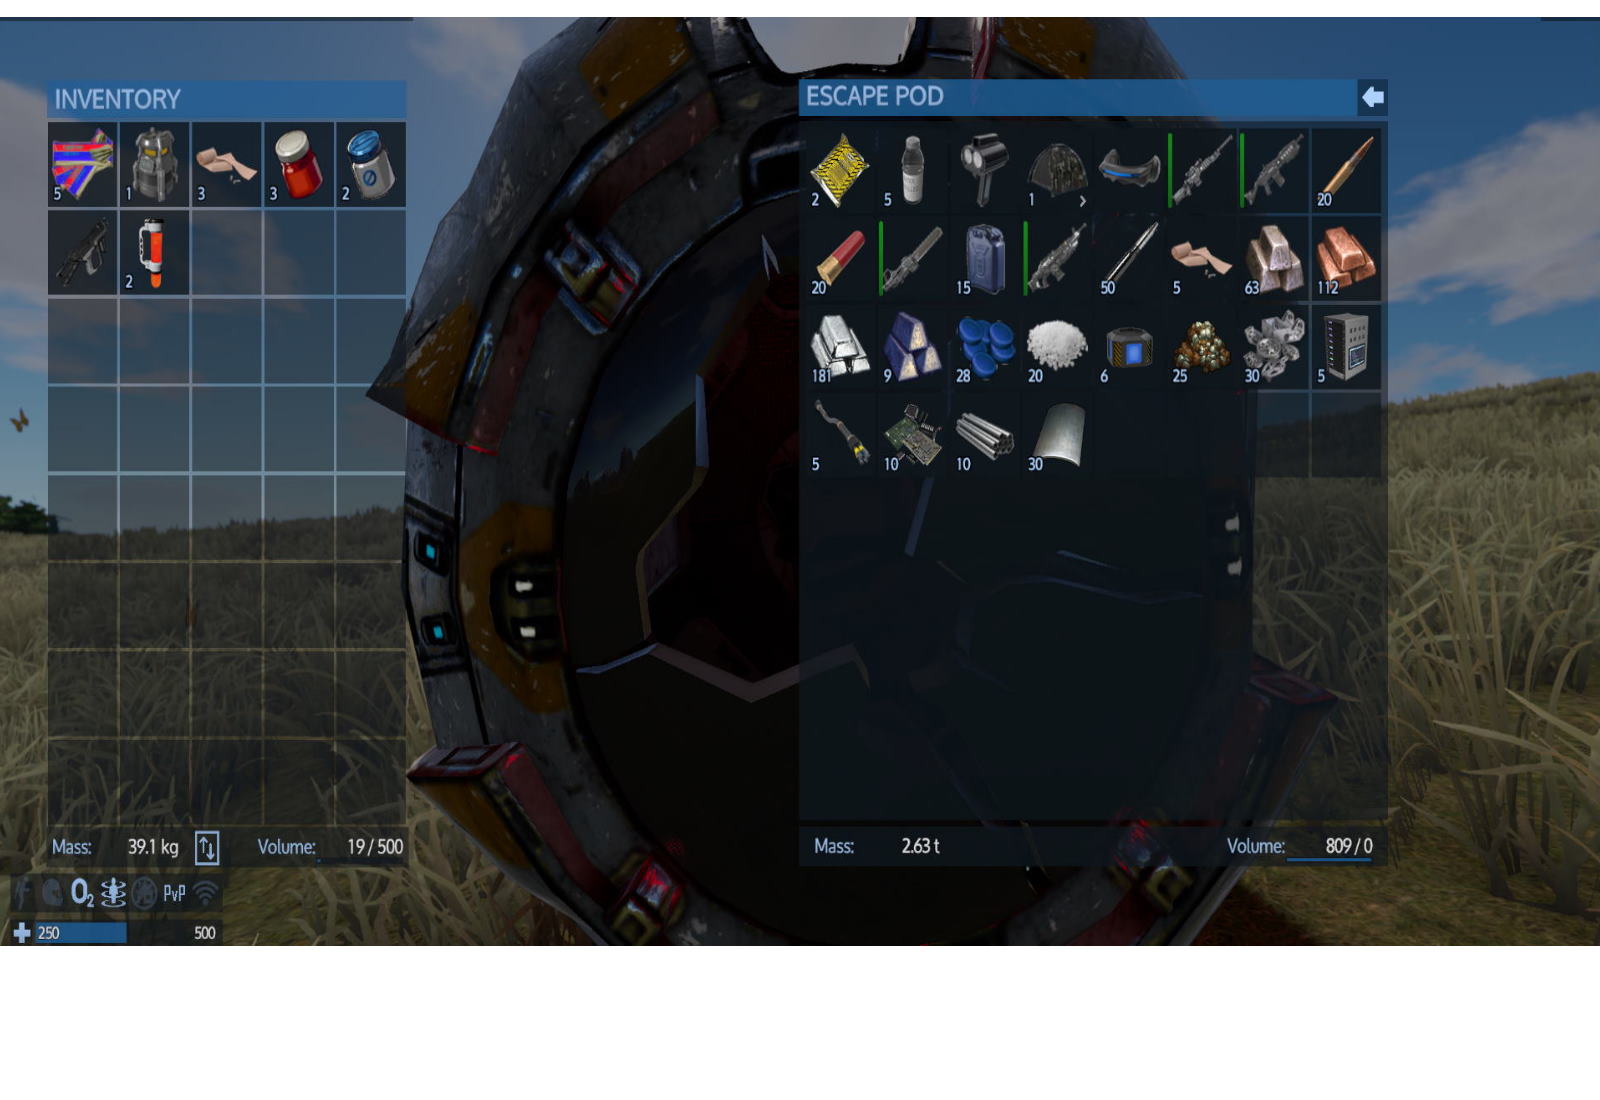 INVENTORY
ESCAPE POD
5 1 3 3 2
2
2 5 1 20
20 15 50 5 63 112
181 9 28 20 6 25 30 5
5 10 10 30
Mass: 39.1 kg Volume: 19 / 500
Mass: 2.63 t Volume: 809 / 0
O2 PvP
250 500